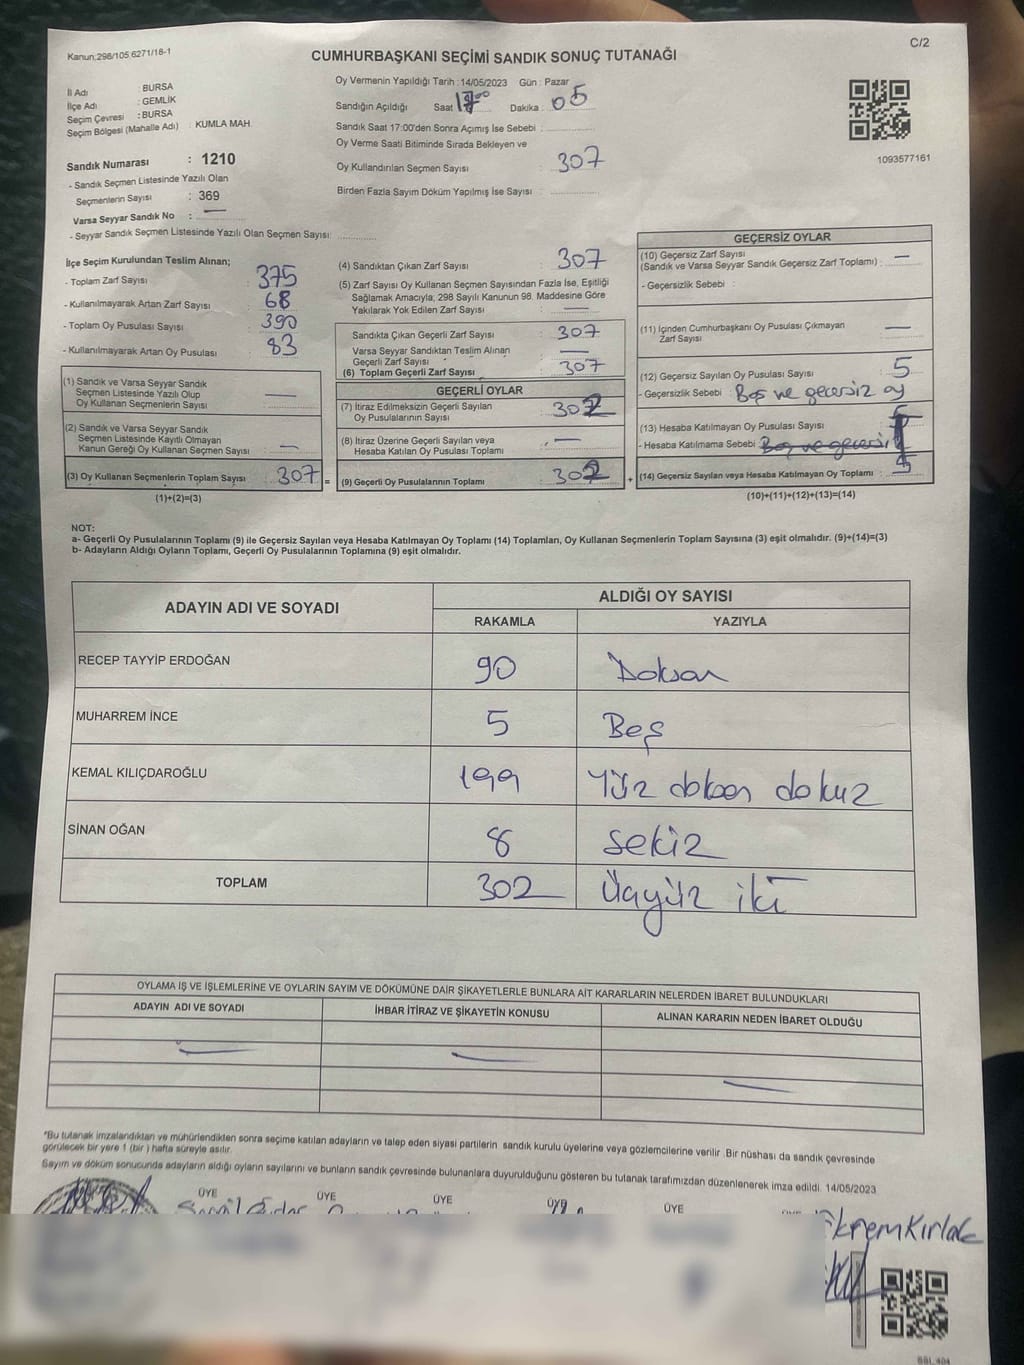 Kanun:298/105 6271/18-1
C/2
CUMHURBAŞKANI SEÇİMİ SANDIK SONUÇ TUTANAĞI
İl Adı : BURSA
İlçe Adı : GEMLİK
Seçim Çevresi : BURSA
Seçim Bölgesi (Mahalle Adı) : KUMLA MAH.
Sandık Numarası : 1210
- Sandık Seçmen Listesinde Yazılı Olan
Seçmenlerin Sayısı : 369
Varsa Seyyar Sandık No : —
- Seyyar Sandık Seçmen Listesinde Yazılı Olan Seçmen Sayısı:
Oy Vermenin Yapıldığı Tarih : 14/05/2023 Gün : Pazar
Sandığın Açıldığı Saat 17 00 Dakika : 05
Sandık Saat 17:00'den Sonra Açımış İse Sebebi :
Oy Verme Saati Bitiminde Sırada Bekleyen ve
Oy Kullandırılan Seçmen Sayısı : 307
Birden Fazla Sayım Döküm Yapılmış İse Sayısı :
1093577161
İlçe Seçim Kurulundan Teslim Alınan;
- Toplam Zarf Sayısı : 375
- Kullanılmayarak Artan Zarf Sayısı : 68
- Toplam Oy Pusulası Sayısı : 390
- Kullanılmayarak Artan Oy Pusulası : 83
(1) Sandık ve Varsa Seyyar Sandık
Seçmen Listesinde Yazılı Olup
Oy Kullanan Seçmenlerin Sayısı : —
(2) Sandık ve Varsa Seyyar Sandık
Seçmen Listesinde Kayıtlı Olmayan
Kanun Gereği Oy Kullanan Seçmen Sayısı : —
(3) Oy Kullanan Seçmenlerin Toplam Sayısı : 307 =
(1)+(2)=(3)
(4) Sandıktan Çıkan Zarf Sayısı : 307
(5) Zarf Sayısı Oy Kullanan Seçmen Sayısından Fazla İse, Eşitliği
Sağlamak Amacıyla, 298 Sayılı Kanunun 98. Maddesine Göre
Yakılarak Yok Edilen Zarf Sayısı : —
Sandıkta Çıkan Geçerli Zarf Sayısı : 307
Varsa Seyyar Sandıktan Teslim Alınan
Geçerli Zarf Sayısı : —
(6) Toplam Geçerli Zarf Sayısı : 307
GEÇERLİ OYLAR
(7) İtiraz Edilmeksizin Geçerli Sayılan
Oy Pusulalarının Sayısı : 302
(8) İtiraz Üzerine Geçerli Sayılan veya
Hesaba Katılan Oy Pusulası Toplamı : —
(9) Geçerli Oy Pusulalarının Toplamı : 302 +
GEÇERSİZ OYLAR
(10) Geçersiz Zarf Sayısı
(Sandık ve Varsa Seyyar Sandık Geçersiz Zarf Toplamı) : —
- Geçersizlik Sebebi :
(11) İçinden Cumhurbaşkanı Oy Pusulası Çıkmayan
Zarf Sayısı : —
(12) Geçersiz Sayılan Oy Pusulası Sayısı : 5
- Geçersizlik Sebebi : Boş ve geçersiz oy
(13) Hesaba Katılmayan Oy Pusulası Sayısı :
- Hesaba Katılmama Sebebi : Boş ve geçersiz
(14) Geçersiz Sayılan veya Hesaba Katılmayan Oy Toplamı : 5
(10)+(11)+(12)+(13)=(14)
NOT:
a- Geçerli Oy Pusulalarının Toplamı (9) ile Geçersiz Sayılan veya Hesaba Katılmayan Oy Toplamı (14) Toplamları, Oy Kullanan Seçmenlerin Toplam Sayısına (3) eşit olmalıdır. (9)+(14)=(3)
b- Adayların Aldığı Oyların Toplamı, Geçerli Oy Pusulalarının Toplamına (9) eşit olmalıdır.
ADAYIN ADI VE SOYADI ALDIĞI OY SAYISI
RAKAMLA YAZIYLA
RECEP TAYYİP ERDOĞAN 90 Doksan
MUHARREM İNCE 5 Beş
KEMAL KILIÇDAROĞLU 199 Yüz doksan dokuz
SİNAN OĞAN 8 sekiz
TOPLAM 302 Üçyüz iki
OYLAMA İŞ VE İŞLEMLERİNE VE OYLARIN SAYIM VE DÖKÜMÜNE DAİR ŞİKAYETLERLE BUNLARA AİT KARARLARIN NELERDEN İBARET BULUNDUKLARI
ADAYIN ADI VE SOYADI İHBAR İTİRAZ VE ŞİKAYETİN KONUSU ALINAN KARARIN NEDEN İBARET OLDUĞU
*Bu tutanak imzalandıktan ve mühürlendikten sonra seçime katılan adayların ve talep eden siyasi partilerin sandık kurulu üyelerine veya gözlemcilerine verilir. Bir nüshası da sandık çevresinde
görülecek bir yere 1 (bir) hafta süreyle asılır.
Sayım ve döküm sonucunda adayların aldığı oyların sayılarını ve bunların sandık çevresinde bulunanlara duyurulduğunu gösteren bu tutanak tarafımızdan düzenlenerek imza edildi. 14/05/2023
ÜYE ÜYE ÜYE ÜYE ÜYE